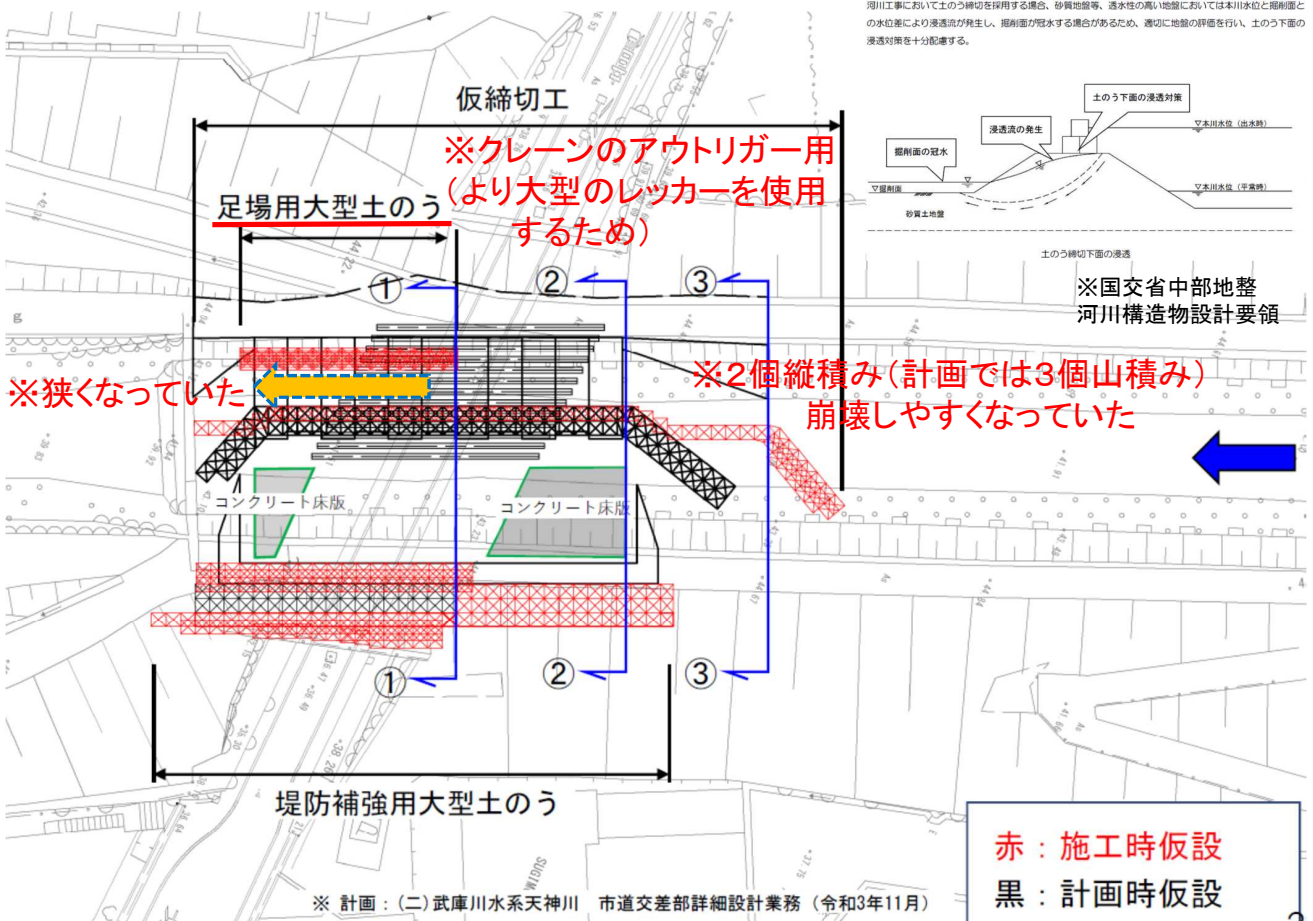 河川工事において土のう締切を採用する場合、砂質地盤等、透水性の高い地盤においては本川水位と掘削面と
の水位差により浸透流が発生し、掘削面が冠水する場合があるため、適切に地盤の評価を行い、土のう下面の
浸透対策を十分配慮する。
土のう下面の浸透対策
浸透流の発生
掘削面の冠水
▽本川水位（出水時）
▽掘削面
▽本川水位（平常時）
砂質土地盤
土のう締切下面の浸透
※国交省中部地整
河川構造物設計要領
仮締切工
※クレーンのアウトリガー用
(より大型のレッカーを使用
するため)
足場用大型土のう
①
②
③
※狭くなっていた
※2個縦積み(計画では3個山積み)
崩壊しやすくなっていた
コンクリート床版
コンクリート床版
①
②
③
堤防補強用大型土のう
赤：施工時仮設
黒：計画時仮設
※ 計画：(二)武庫川水系天神川　市道交差部詳細設計業務（令和3年11月）